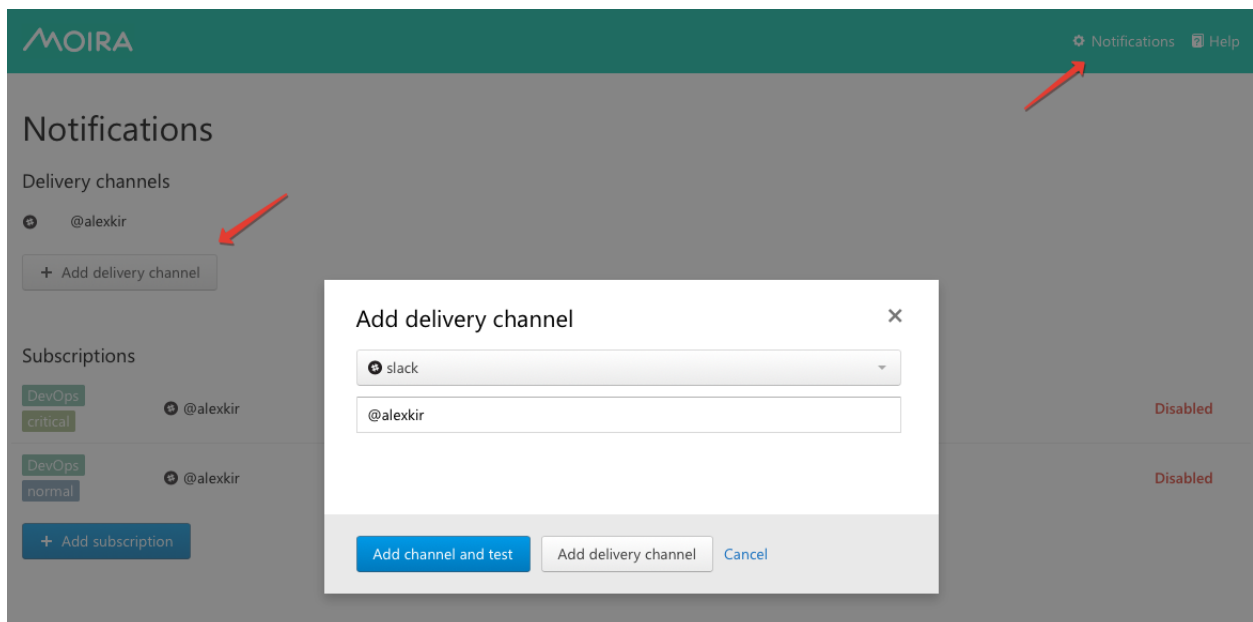 MOIRA
Notifications Help
Notifications
Delivery channels
@alexkir
+ Add delivery channel
Subscriptions
DevOps
critical
@alexkir
Disabled
DevOps
normal
@alexkir
Disabled
+ Add subscription
Add delivery channel
slack
@alexkir
Add channel and test
Add delivery channel
Cancel